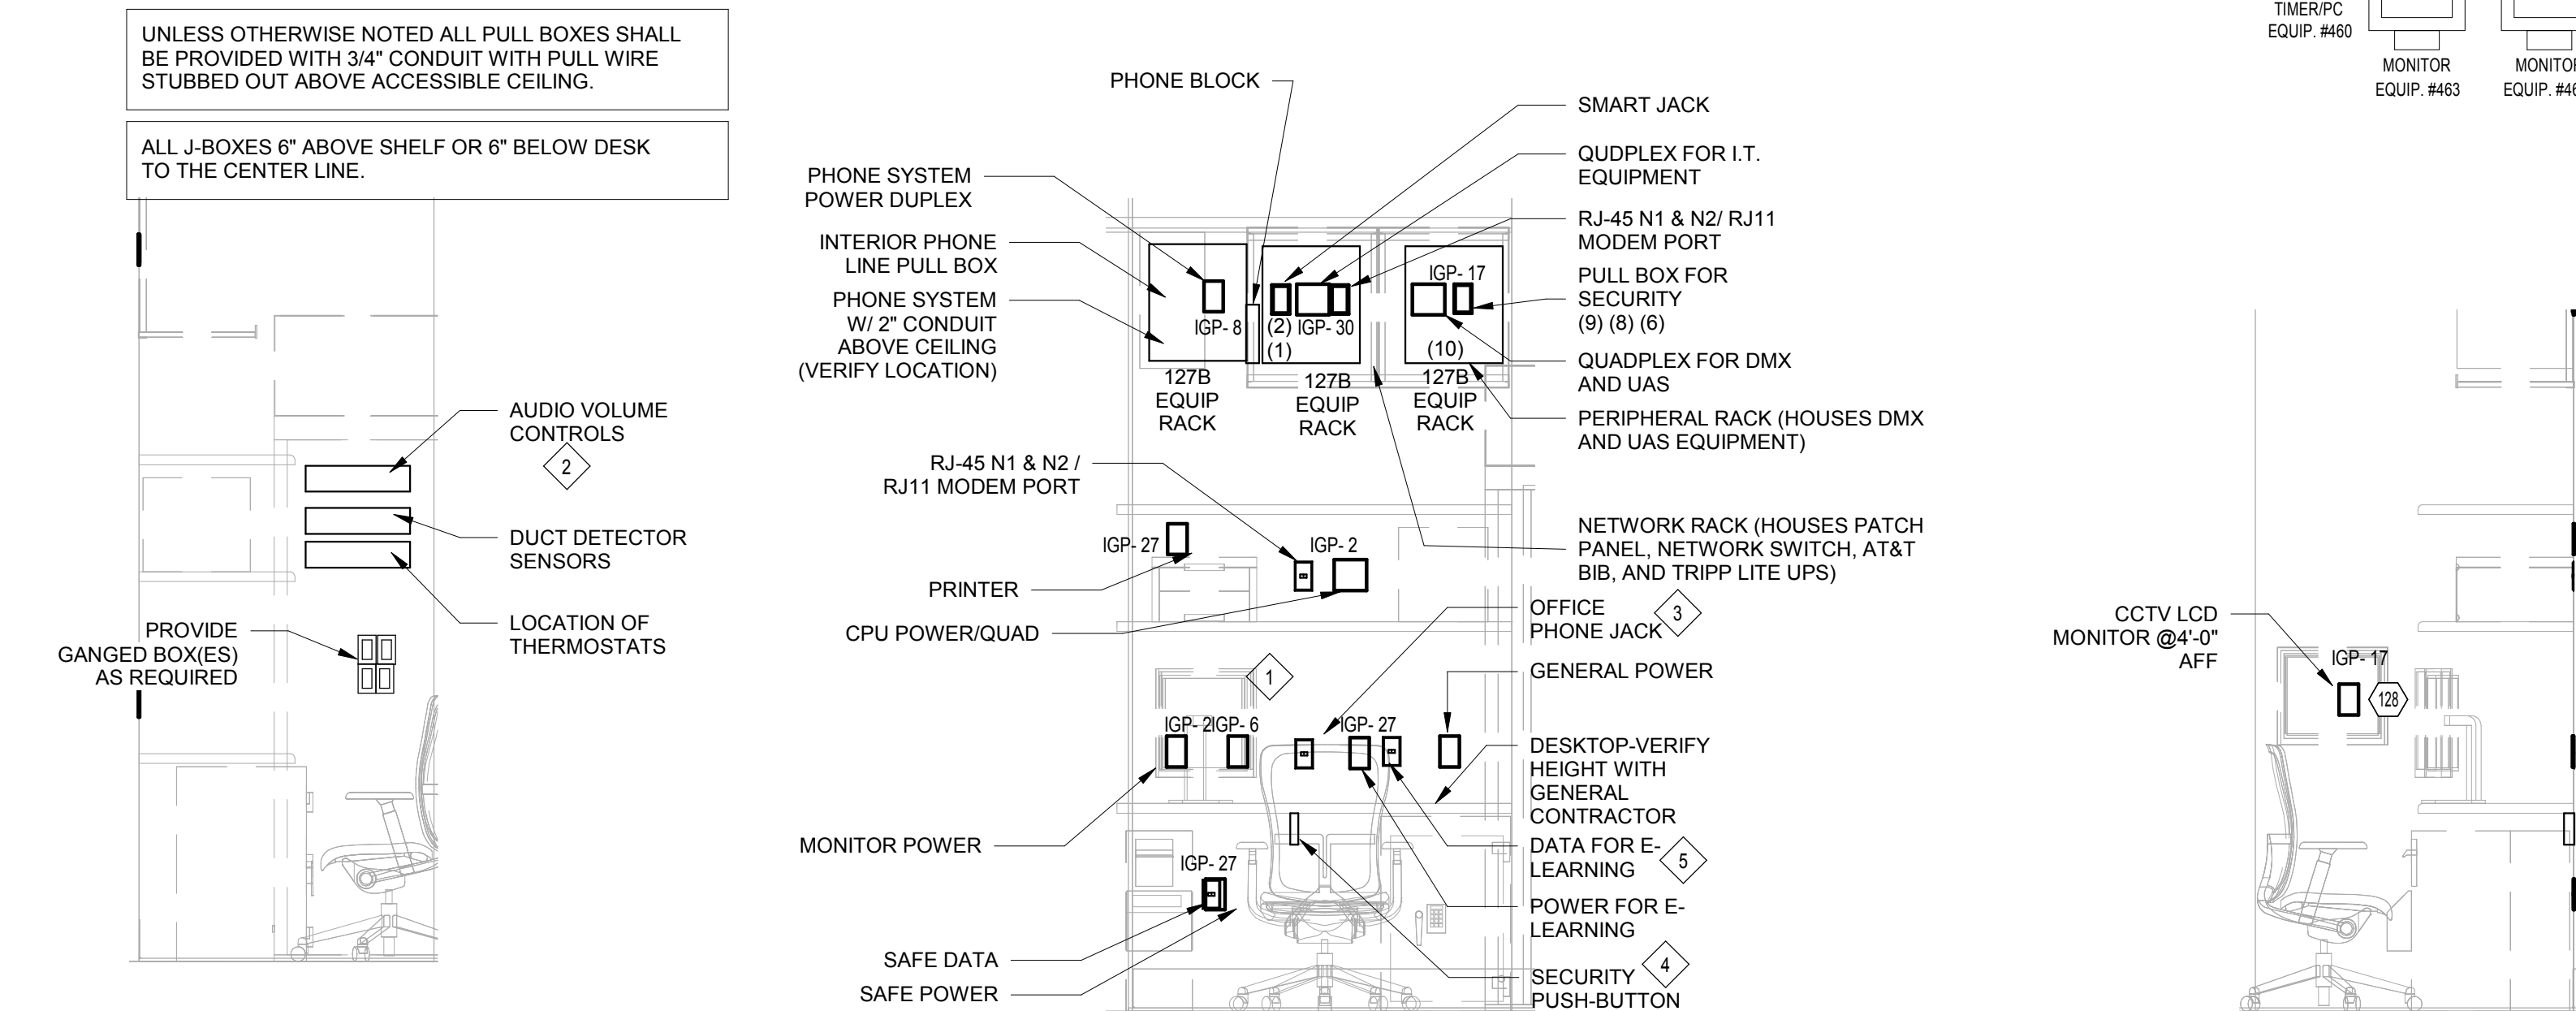 UNLESS OTHERWISE NOTED ALL PULL BOXES SHALL
BE PROVIDED WITH 3/4" CONDUIT WITH PULL WIRE
STUBBED OUT ABOVE ACCESSIBLE CEILING.
ALL J-BOXES 6" ABOVE SHELF OR 6" BELOW DESK
TO THE CENTER LINE.
AUDIO VOLUME
CONTROLS
2
DUCT DETECTOR
SENSORS
LOCATION OF
THERMOSTATS
PROVIDE
GANGED BOX(ES)
AS REQUIRED
PHONE BLOCK
PHONE SYSTEM
POWER DUPLEX
INTERIOR PHONE
LINE PULL BOX
PHONE SYSTEM
W/ 2" CONDUIT
ABOVE CEILING
(VERIFY LOCATION)
IGP- 8
(2) IGP- 30
(1)
IGP- 17
(10)
127B
EQUIP
RACK
127B
EQUIP
RACK
127B
EQUIP
RACK
SMART JACK
QUDPLEX FOR I.T.
EQUIPMENT
RJ-45 N1 & N2/ RJ11
MODEM PORT
PULL BOX FOR
SECURITY
(9) (8) (6)
QUADPLEX FOR DMX
AND UAS
PERIPHERAL RACK (HOUSES DMX
AND UAS EQUIPMENT)
NETWORK RACK (HOUSES PATCH
PANEL, NETWORK SWITCH, AT&T
BIB, AND TRIPP LITE UPS)
RJ-45 N1 & N2 /
RJ11 MODEM PORT
IGP- 27
IGP- 2
PRINTER
CPU POWER/QUAD
OFFICE
PHONE JACK
3
GENERAL POWER
1
IGP- 2
IGP- 6
IGP- 27
DESKTOP-VERIFY
HEIGHT WITH
GENERAL
CONTRACTOR
MONITOR POWER
DATA FOR E-
LEARNING
5
IGP- 27
POWER FOR E-
LEARNING
SAFE DATA
SAFE POWER
SECURITY
PUSH-BUTTON
4
TIMER/PC
EQUIP. #460
MONITOR
EQUIP. #463
CCTV LCD
MONITOR @4'-0"
AFF
IGP- 17
128